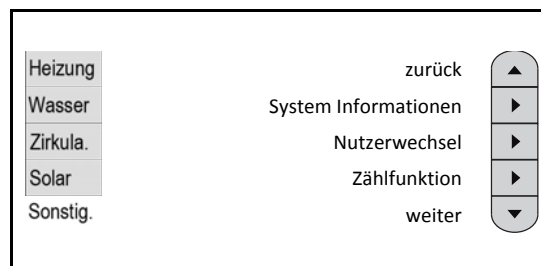 Heizung zurück
Wasser System Informationen
Zirkula. Nutzerwechsel
Solar Zählfunktion
Sonstig. weiter